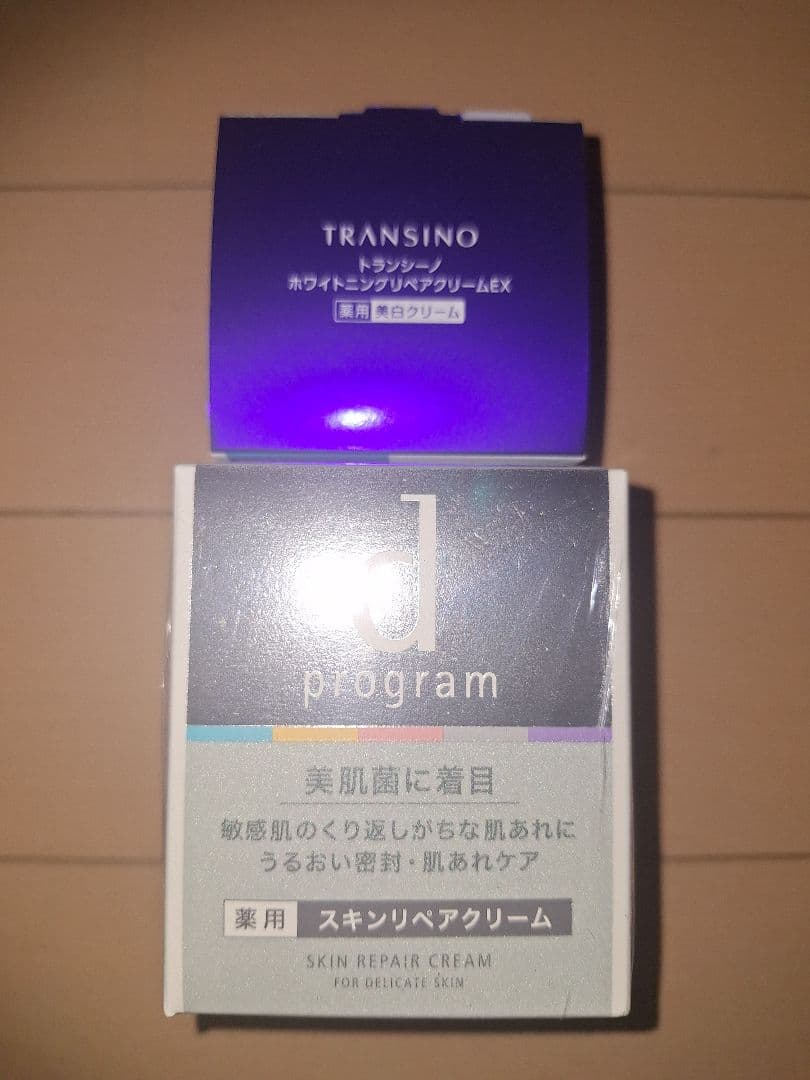 TRANSINO
トランシーノ
ホワイトニングリペアクリームEX
薬用 美白クリーム
d
program
美肌菌に着目
敏感肌のくり返しがちな肌あれに
うるおい密封・肌あれケア
薬用 スキンリペアクリーム
SKIN REPAIR CREAM
FOR DELICATE SKIN